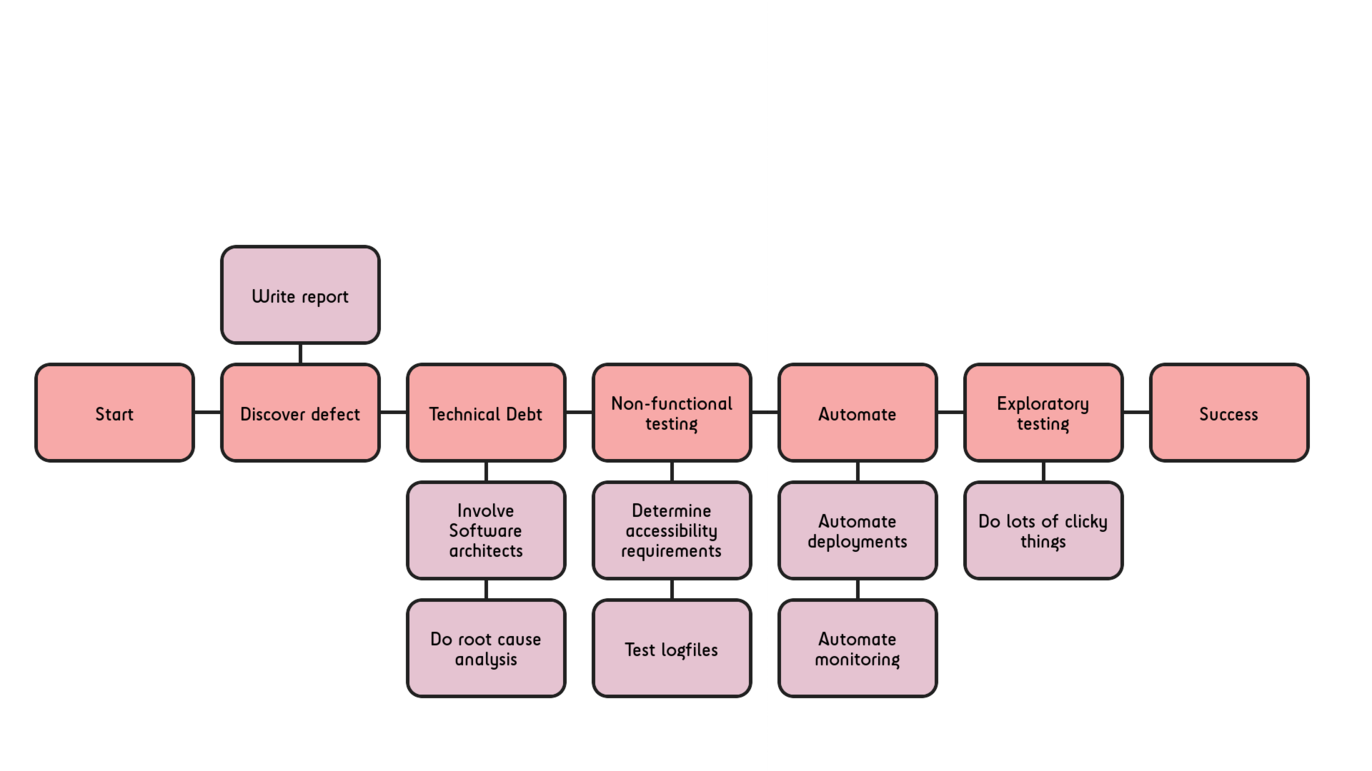 Write report
Start
Discover defect
Technical Debt
Non-functional
testing
Automate
Exploratory
testing
Success
Involve
Software
architects
Determine
accessibility
requirements
Automate
deployments
Do lots of clicky
things
Do root cause
analysis
Test logfiles
Automate
monitoring